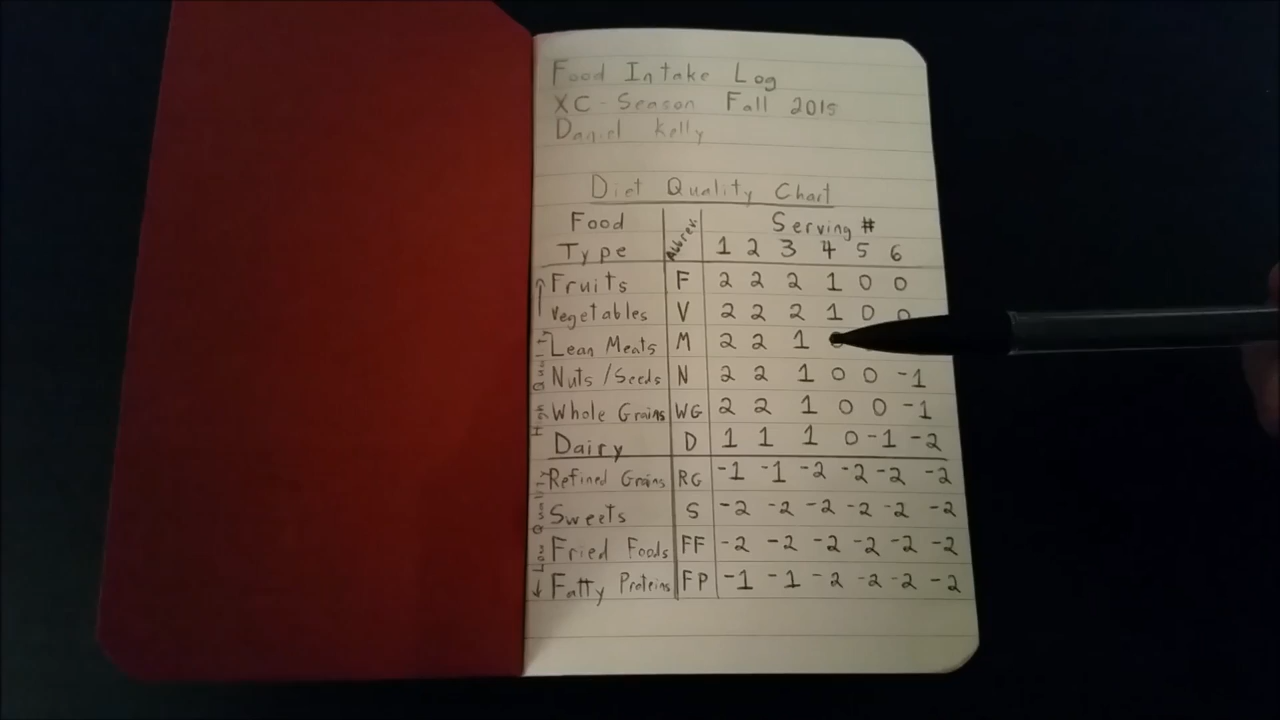 Food Intake Log
XC-Season Fall 2015
Daniel Kelly
Diet Quality Chart
Food Abbrev. Serving #
Type 1 2 3 4 5 6
Fruits F 2 2 2 1 0 0
Vegetables V 2 2 2 1 0 0
Lean Meats M 2 2 1
Nuts/Seeds N 2 2 1 0 0 -1
Whole Grains WG 2 2 1 0 0 -1
Dairy D 1 1 1 0 -1 -2
Refined Grains RG -1 -1 -2 -2 -2 -2
Sweets S -2 -2 -2 -2 -2 -2
Fried Foods FF -2 -2 -2 -2 -2 -2
Fatty Proteins FP -1 -1 -2 -2 -2 -2
High Quality
Low Quality